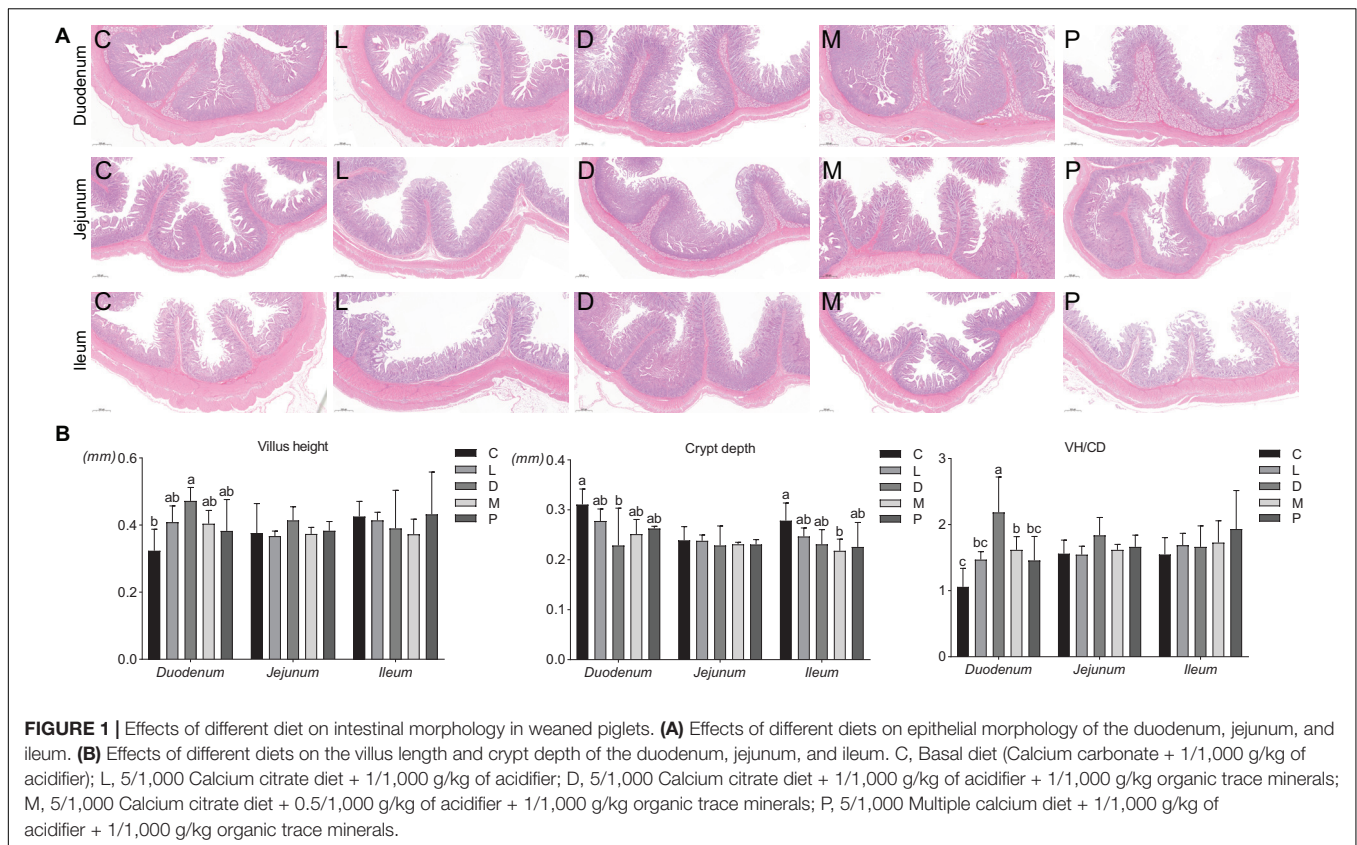 A
C L D M P
Duodenum
C L D M P
Jejunum
C L D M P
Ileum
B
Villus height
(mm)
0.6
0.4
0.2
0.0
b ab a ab ab
Duodenum Jejunum Ileum
C
L
D
M
P
Crypt depth
(mm)
0.4
0.3
0.2
0.1
0.0
a ab b ab ab
a ab ab b ab
Duodenum Jejunum Ileum
C
L
D
M
P
VH/CD
3
2
1
0
c bc a b bc
Duodenum Jejunum Ileum
C
L
D
M
P
FIGURE 1 | Effects of different diet on intestinal morphology in weaned piglets. (A) Effects of different diets on epithelial morphology of the duodenum, jejunum, and
ileum. (B) Effects of different diets on the villus length and crypt depth of the duodenum, jejunum, and ileum. C, Basal diet (Calcium carbonate + 1/1,000 g/kg of
acidifier); L, 5/1,000 Calcium citrate diet + 1/1,000 g/kg of acidifier; D, 5/1,000 Calcium citrate diet + 1/1,000 g/kg of acidifier + 1/1,000 g/kg organic trace minerals;
M, 5/1,000 Calcium citrate diet + 0.5/1,000 g/kg of acidifier + 1/1,000 g/kg organic trace minerals; P, 5/1,000 Multiple calcium diet + 1/1,000 g/kg of
acidifier + 1/1,000 g/kg organic trace minerals.